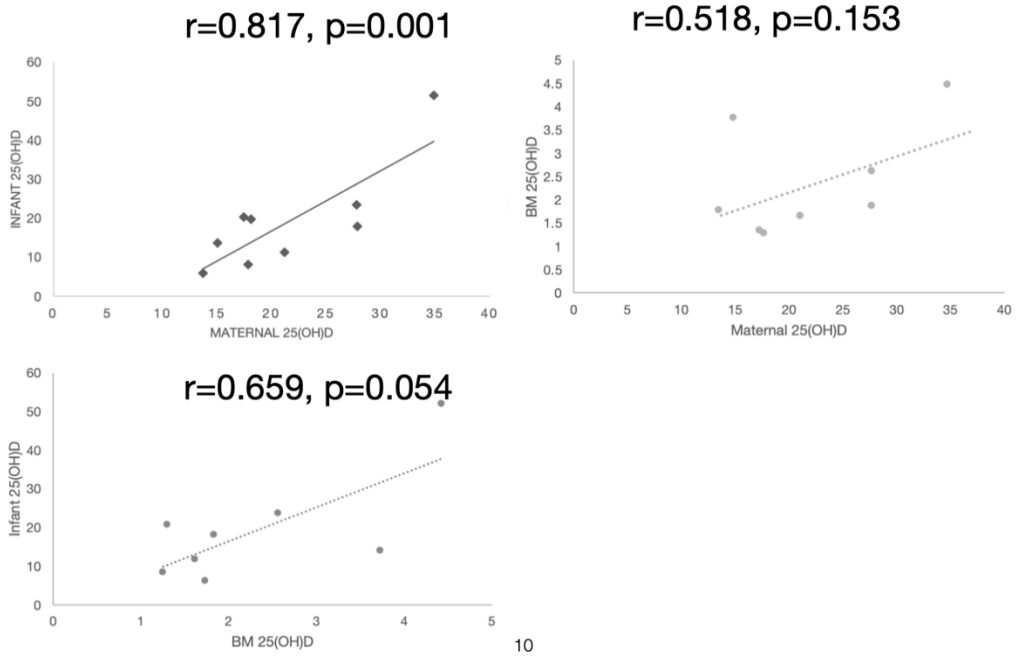 r=0.817, p=0.001
60
50
40
30
20
10
0
INFANT 25(OH)D
0 5 10 15 20 25 30 35 40
MATERNAL 25(OH)D
r=0.518, p=0.153
5
4.5
4
3.5
3
2.5
2
1.5
1
0.5
0
BM 25(OH)D
0 5 10 15 20 25 30 35 40
Maternal 25(OH)D
r=0.659, p=0.054
60
50
40
30
20
10
0
Infant 25(OH)D
0 1 2 3 4 5
BM 25(OH)D
10